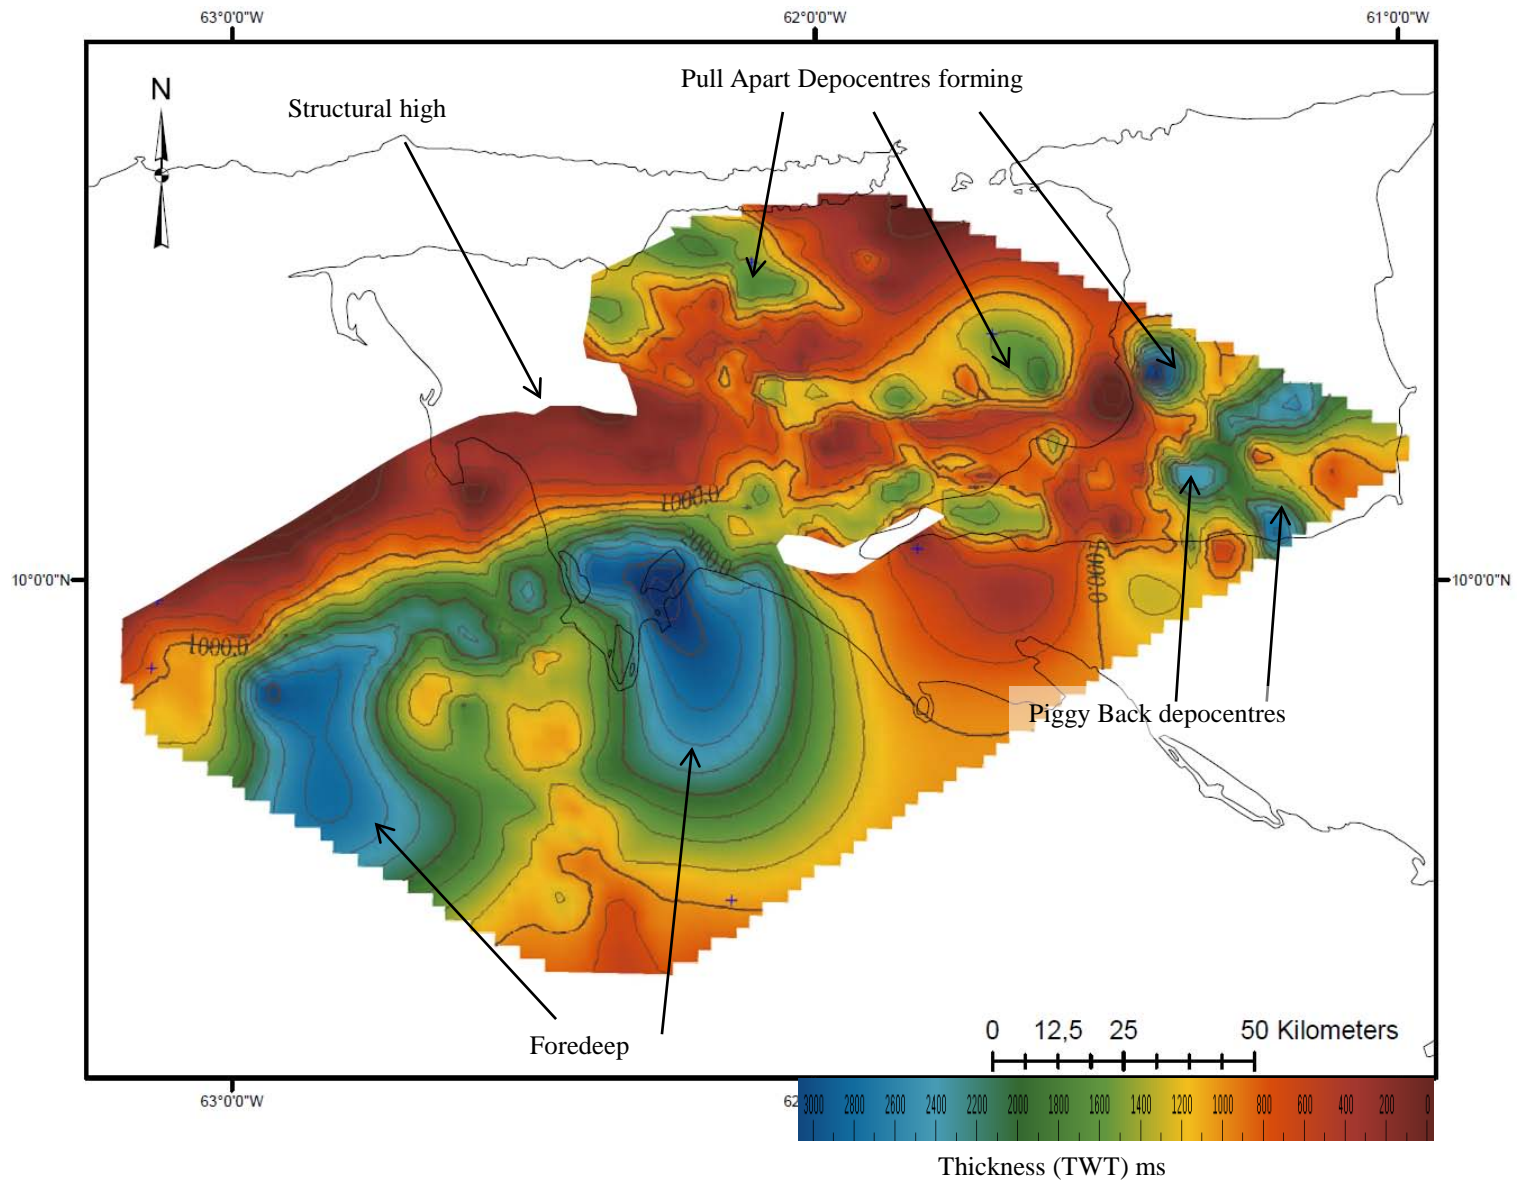 63°0'0"W 62°0'0"W 61°0'0"W
N
Pull Apart Depocentres forming
Structural high
1000.0
2000.0
10°0'0"N 10°0'0"N
1000.0
1000.0
Piggy Back depocentres
Foredeep
0 12,5 25 50 Kilometers
63°0'0"W 62
3000 2800 2600 2400 2200 2000 1800 1600 1400 1200 1000 800 600 400 200 0
Thickness (TWT) ms